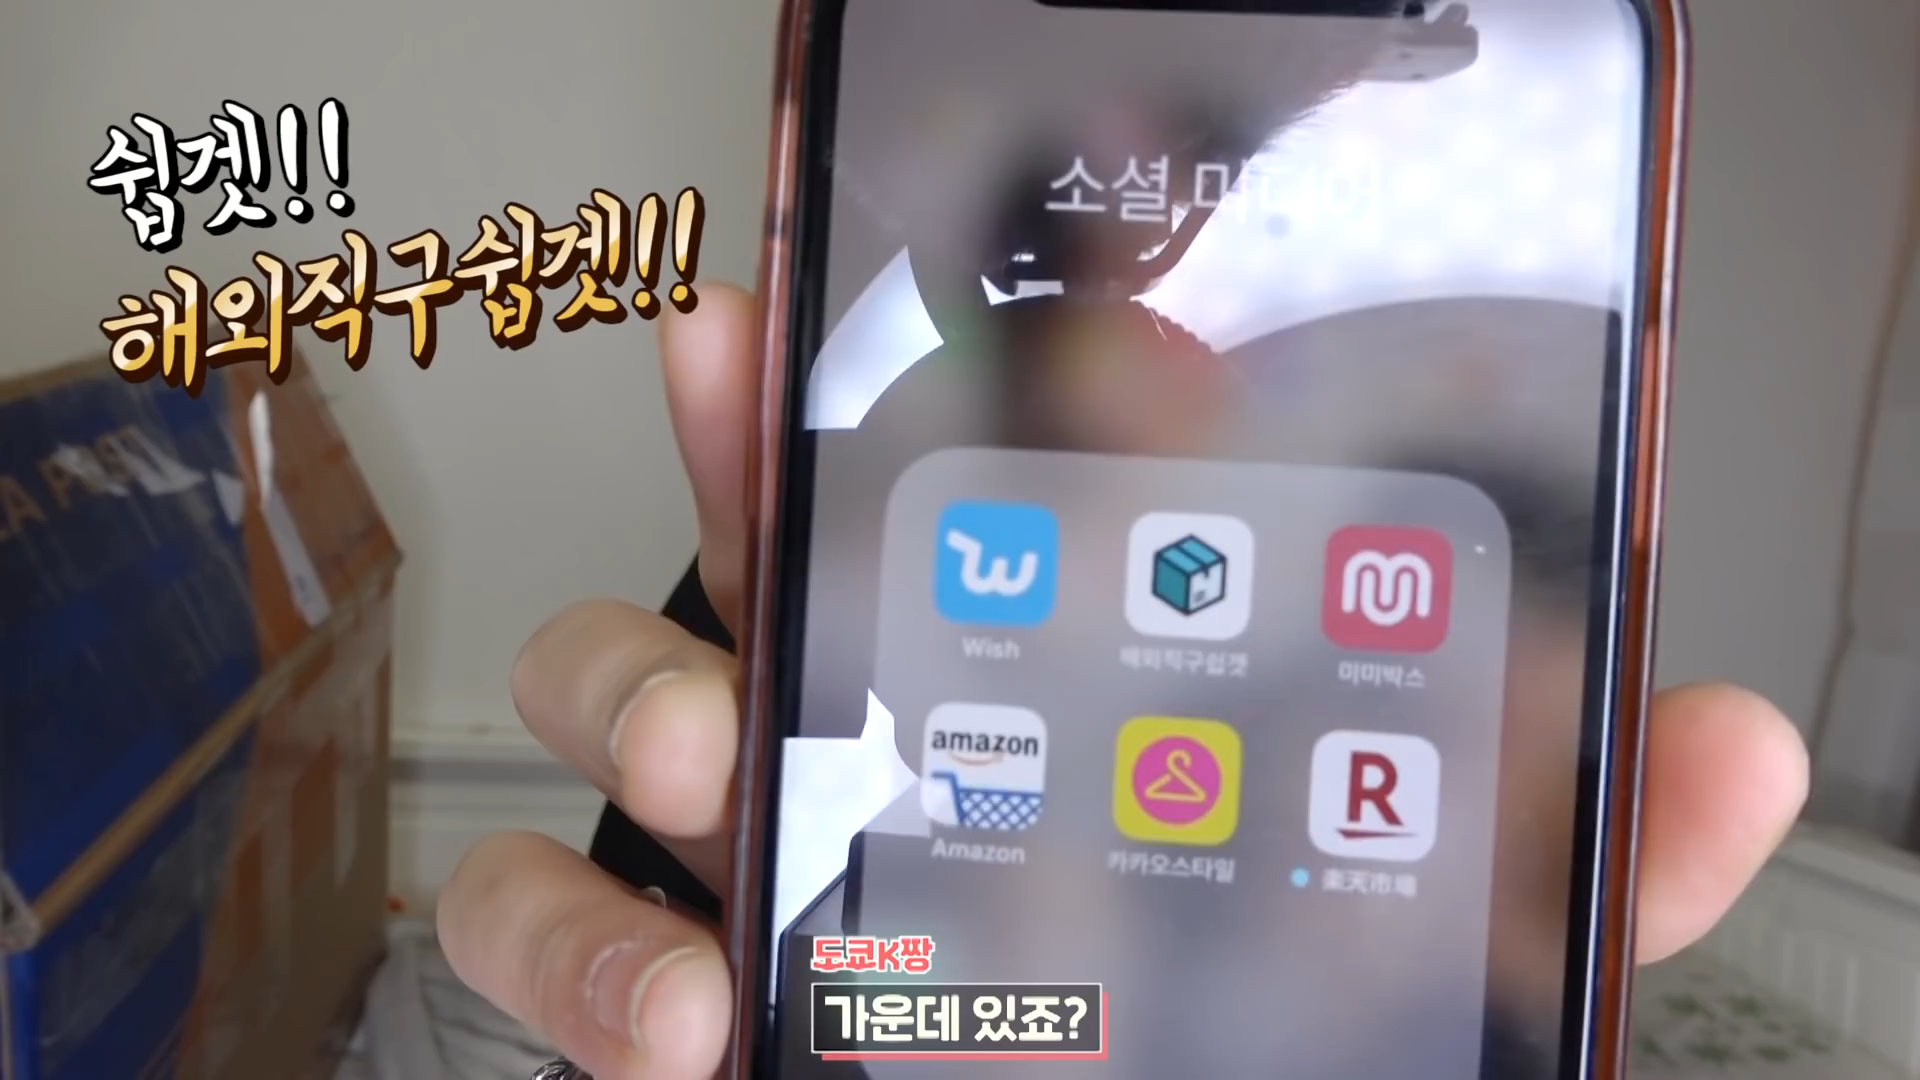 쉽겟!!
해외직구쉽겟!!
소셜 미디어
Wish
해외직구쉽겟
미미박스
amazon
Amazon
카카오스타일
R
楽天市場
도쿄K짱
가운데 있죠?